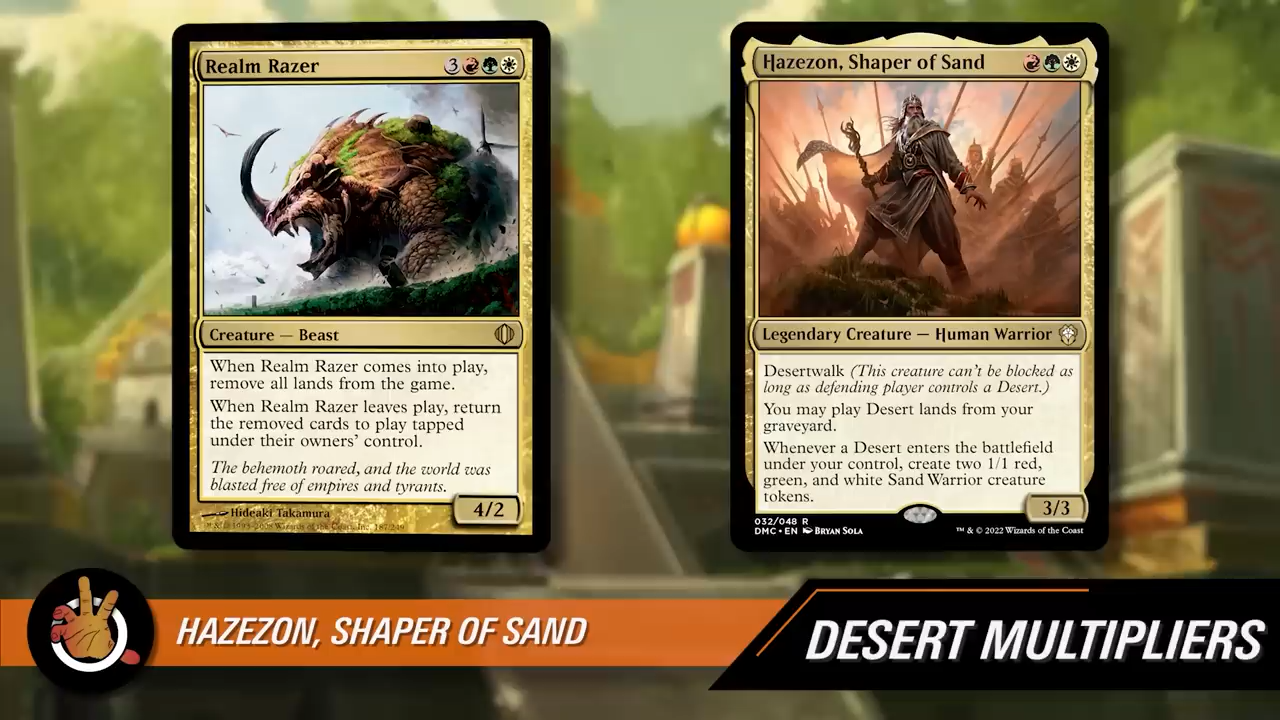 Realm Razer
3
Creature — Beast
When Realm Razer comes into play,
remove all lands from the game.
When Realm Razer leaves play, return
the removed cards to play tapped
under their owners' control.
The behemoth roared, and the world was
blasted free of empires and tyrants.
4/2
Hideaki Takamura
Hazezon, Shaper of Sand
Legendary Creature — Human Warrior
Desertwalk (This creature can't be blocked as
long as defending player controls a Desert.)
You may play Desert lands from your
graveyard.
Whenever a Desert enters the battlefield
under your control, create two 1/1 red,
green, and white Sand Warrior creature
tokens.
3/3
032/048 R
DMC • EN Bryan Sola
™ & © 2022 Wizards of the Coast
HAZEZON, SHAPER OF SAND
DESERT MULTIPLIERS